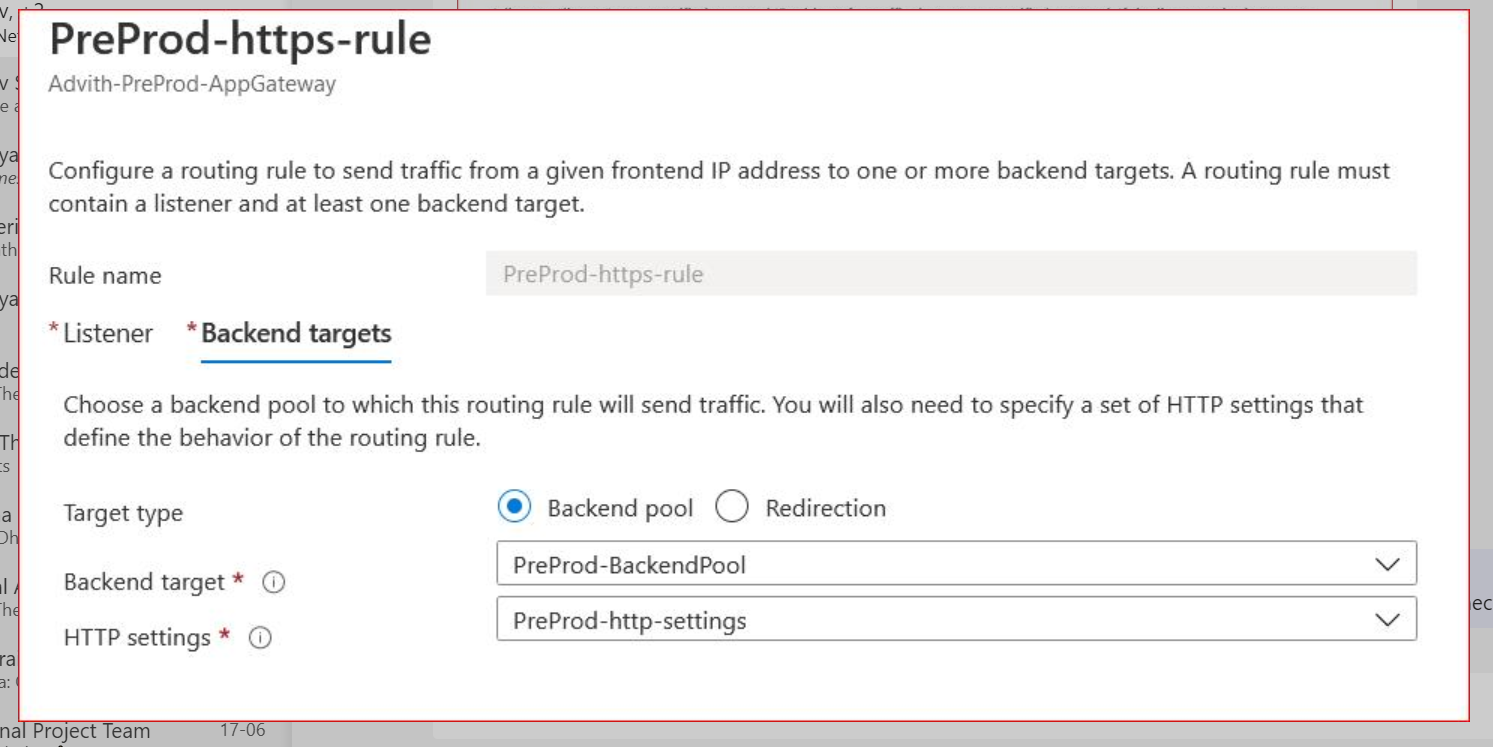 PreProd-https-rule
Advith-PreProd-AppGateway
Configure a routing rule to send traffic from a given frontend IP address to one or more backend targets. A routing rule must
contain a listener and at least one backend target.
Rule name
PreProd-https-rule
* Listener * Backend targets
Choose a backend pool to which this routing rule will send traffic. You will also need to specify a set of HTTP settings that
define the behavior of the routing rule.
Target type
Backend pool Redirection
Backend target *
PreProd-BackendPool
HTTP settings *
PreProd-http-settings
nal Project Team 17-06